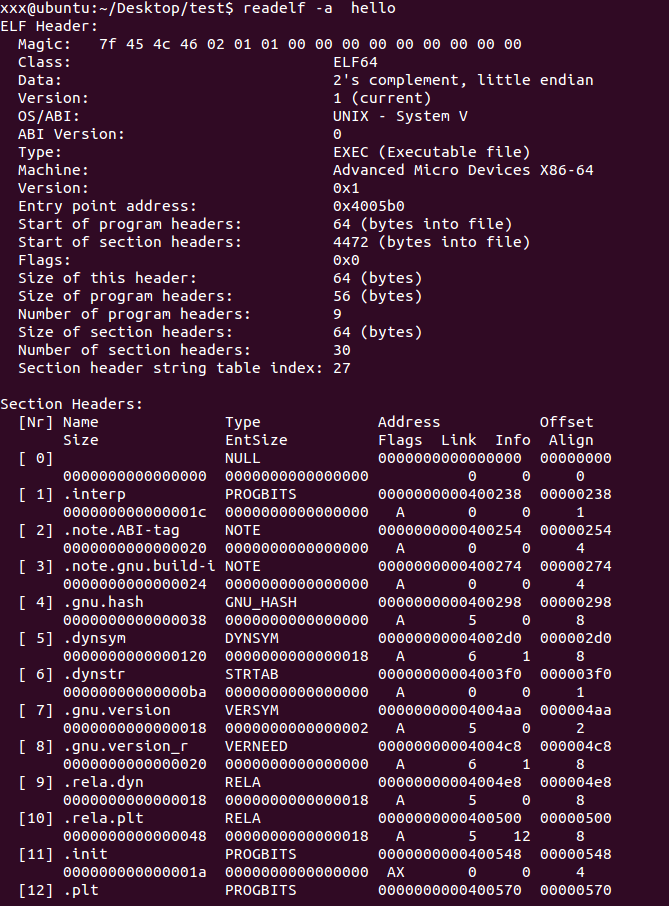 xxx@ubuntu:~/Desktop/test$ readelf -a  hello
ELF Header:
  Magic:   7f 45 4c 46 02 01 01 00 00 00 00 00 00 00 00 00
  Class:                             ELF64
  Data:                              2's complement, little endian
  Version:                           1 (current)
  OS/ABI:                            UNIX - System V
  ABI Version:                       0
  Type:                              EXEC (Executable file)
  Machine:                           Advanced Micro Devices X86-64
  Version:                           0x1
  Entry point address:               0x4005b0
  Start of program headers:          64 (bytes into file)
  Start of section headers:          4472 (bytes into file)
  Flags:                             0x0
  Size of this header:               64 (bytes)
  Size of program headers:           56 (bytes)
  Number of program headers:         9
  Size of section headers:           64 (bytes)
  Number of section headers:         30
  Section header string table index: 27

Section Headers:
  [Nr] Name              Type             Address           Offset
       Size              EntSize          Flags  Link  Info  Align
  [ 0]                   NULL             0000000000000000  00000000
       0000000000000000  0000000000000000           0     0     0
  [ 1] .interp           PROGBITS         0000000000400238  00000238
       000000000000001c  0000000000000000   A       0     0     1
  [ 2] .note.ABI-tag     NOTE             0000000000400254  00000254
       0000000000000020  0000000000000000   A       0     0     4
  [ 3] .note.gnu.build-i NOTE             0000000000400274  00000274
       0000000000000024  0000000000000000   A       0     0     4
  [ 4] .gnu.hash         GNU_HASH         0000000000400298  00000298
       0000000000000038  0000000000000000   A       5     0     8
  [ 5] .dynsym           DYNSYM           00000000004002d0  000002d0
       0000000000000120  0000000000000018   A       6     1     8
  [ 6] .dynstr           STRTAB           00000000004003f0  000003f0
       00000000000000ba  0000000000000000   A       0     0     1
  [ 7] .gnu.version      VERSYM           00000000004004aa  000004aa
       0000000000000018  0000000000000002   A       5     0     2
  [ 8] .gnu.version_r    VERNEED          00000000004004c8  000004c8
       0000000000000020  0000000000000000   A       6     1     8
  [ 9] .rela.dyn         RELA             00000000004004e8  000004e8
       0000000000000018  0000000000000018   A       5     0     8
  [10] .rela.plt         RELA             0000000000400500  00000500
       0000000000000048  0000000000000018   A       5    12     8
  [11] .init             PROGBITS         0000000000400548  00000548
       000000000000001a  0000000000000000  AX       0     0     4
  [12] .plt              PROGBITS         0000000000400570  00000570